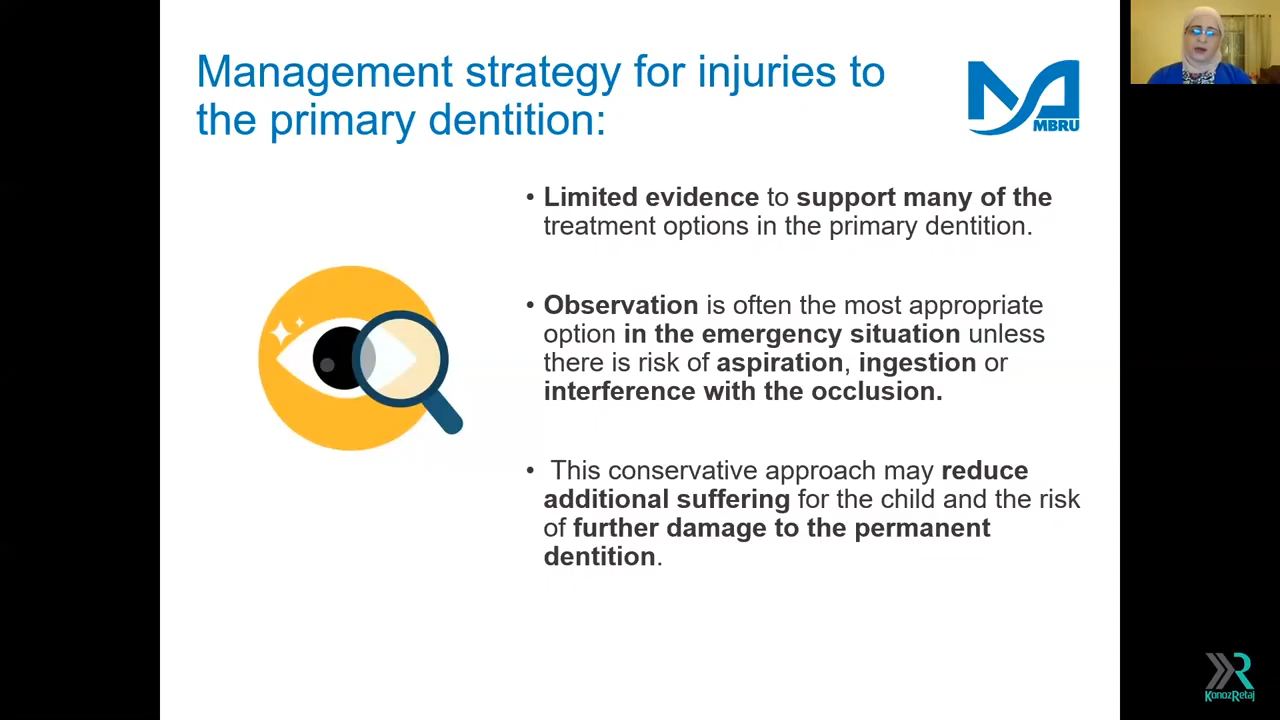 Management strategy for injuries to
the primary dentition:
MBRU
• Limited evidence to support many of the
treatment options in the primary dentition.
• Observation is often the most appropriate
option in the emergency situation unless
there is risk of aspiration, ingestion or
interference with the occlusion.
• This conservative approach may reduce
additional suffering for the child and the risk
of further damage to the permanent
dentition.
KonozRetaj